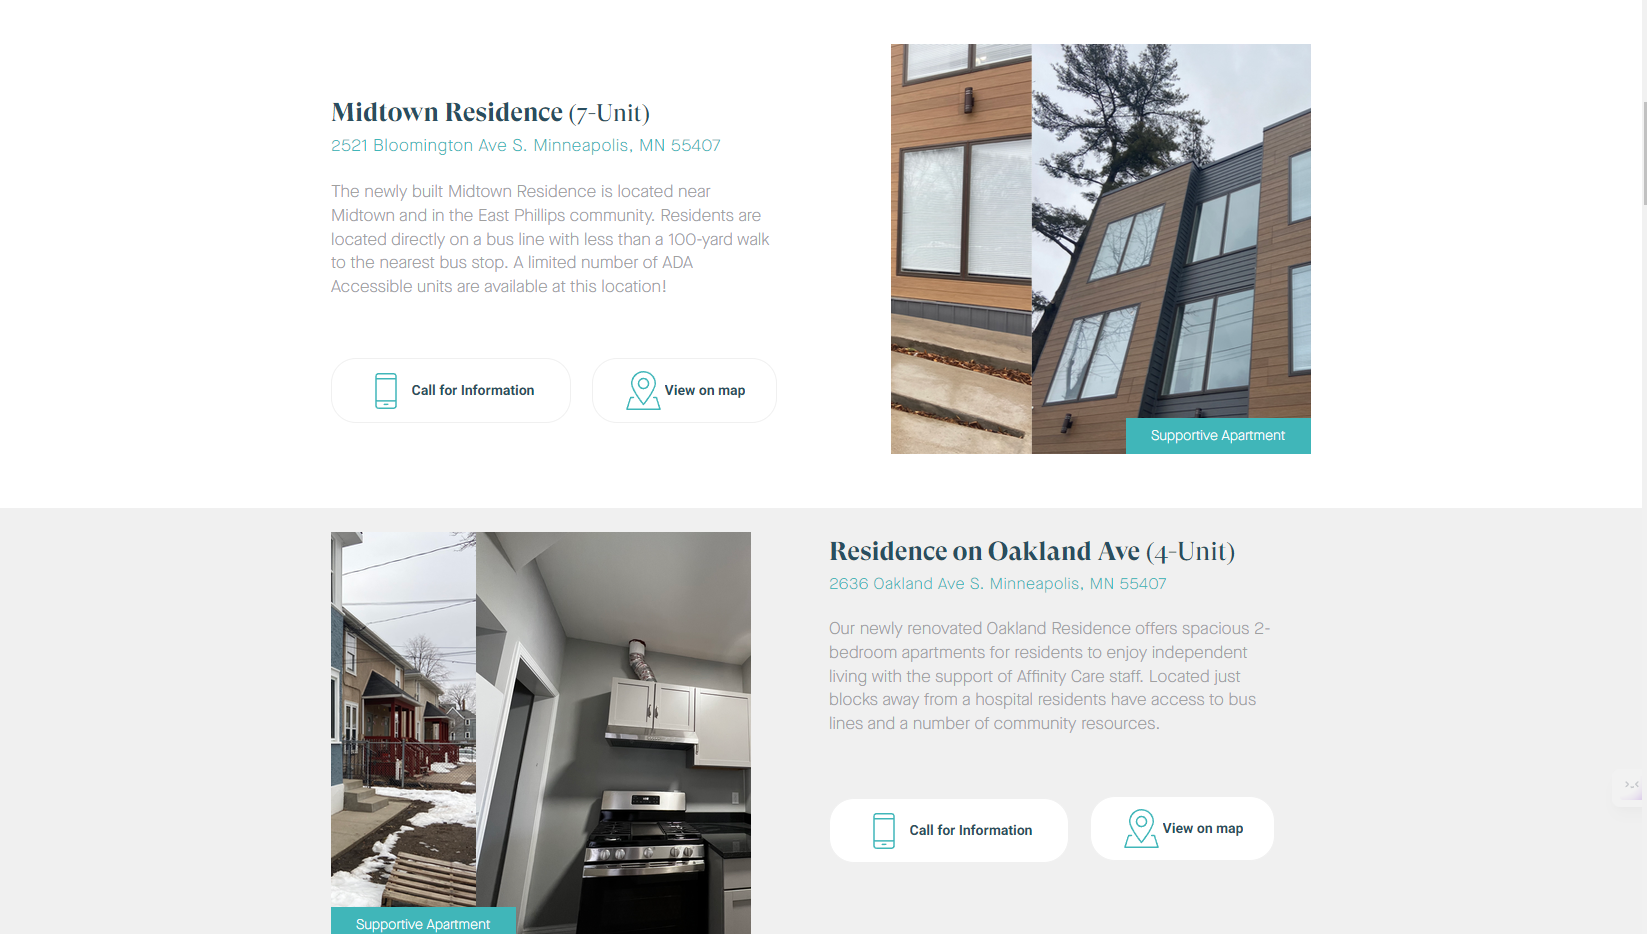 Midtown Residence (7-Unit)
2521 Bloomington Ave S. Minneapolis, MN 55407
The newly built Midtown Residence is located near
Midtown and in the East Phillips community. Residents are
located directly on a bus line with less than a 100-yard walk
to the nearest bus stop. A limited number of ADA
Accessible units are available at this location!
Call for Information
View on map
Supportive Apartment
Residence on Oakland Ave (4-Unit)
2636 Oakland Ave S. Minneapolis, MN 55407
Our newly renovated Oakland Residence offers spacious 2-
bedroom apartments for residents to enjoy independent
living with the support of Affinity Care staff. Located just
blocks away from a hospital residents have access to bus
lines and a number of community resources.
Call for Information
View on map
Supportive Apartment